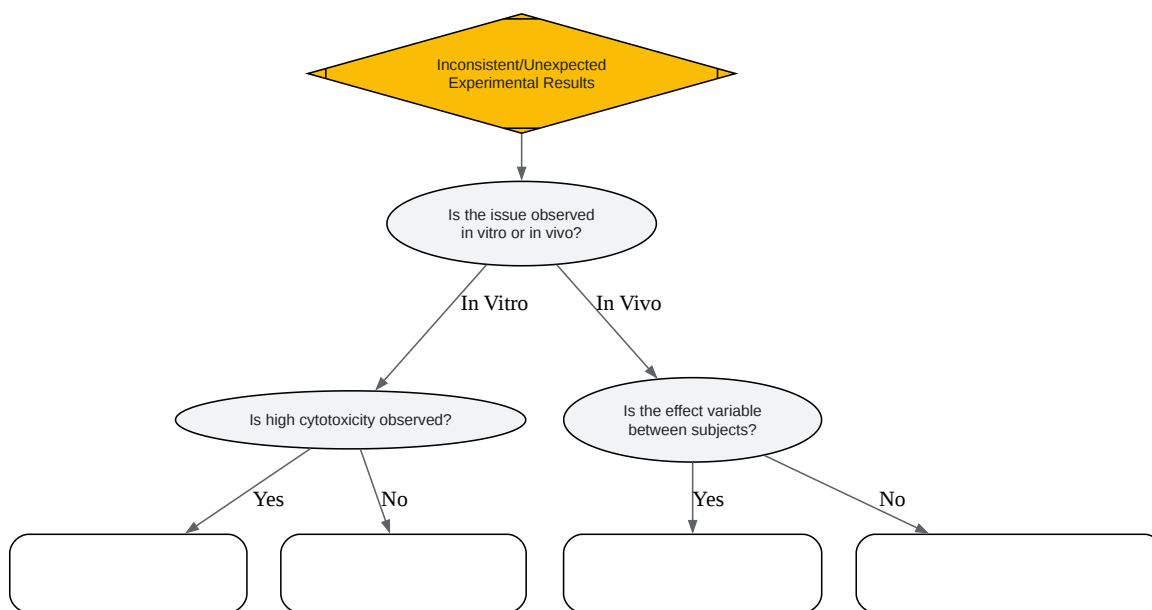 Inconsistent/Unexpected
Experimental Results
Is the issue observed
in vitro or in vivo?
In Vitro
In Vivo
Is high cytotoxicity observed?
Is the effect variable
between subjects?
Yes
No
Yes
No